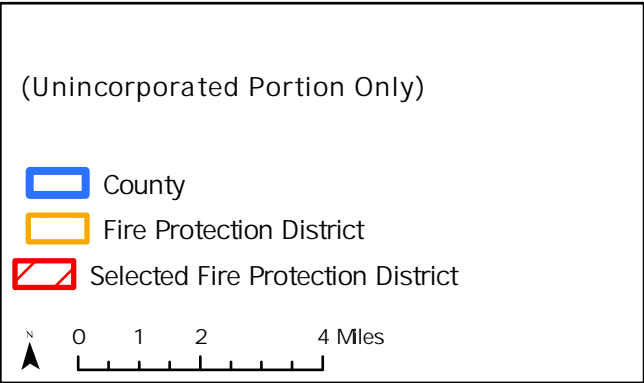 (Unincorporated Portion Only)
County
Fire Protection District
Selected Fire Protection District
N
0 1 2 4 Miles